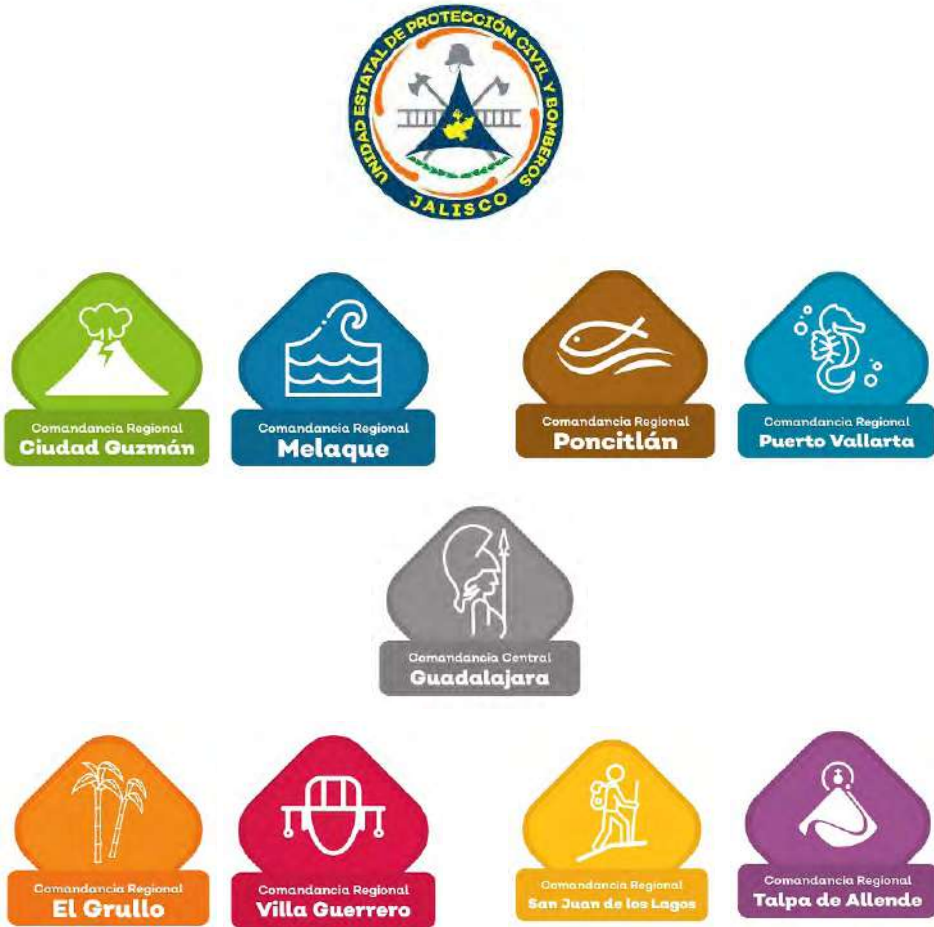 UNIDAD ESTATAL DE PROTECCIÓN CIVIL Y BOMBEROS
JALISCO
Comandancia Regional
Ciudad Guzmán
Comandancia Regional
Melaque
Comandancia Regional
Poncitlán
Comandancia Regional
Puerto Vallarta
Comandancia Central
Guadalajara
Comandancia Regional
El Grullo
Comandancia Regional
Villa Guerrero
Comandancia Regional
San Juan de los Lagos
Comandancia Regional
Talpa de Allende